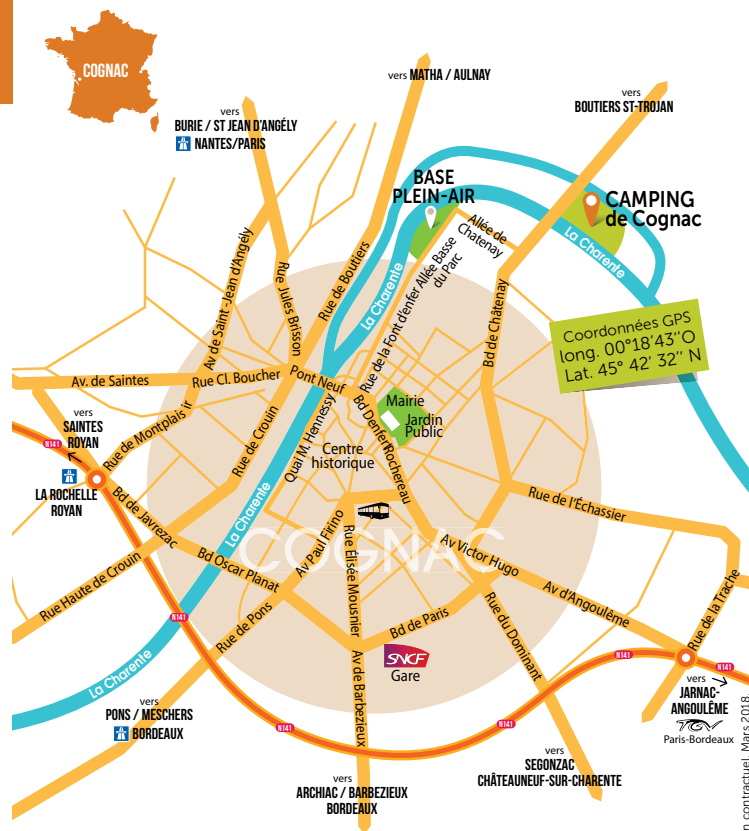 COGNAC
vers MATHA / AULNAY
vers
BOUTIERS ST-TROJAN
vers
BURIE / ST JEAN D'ANGÉLY
NANTES/PARIS
BASE
PLEIN-AIR
CAMPING
de Cognac
Allée de
Chatenay
La Charente
Coordonnées GPS
long. 00°18'43''O
Lat. 45° 42' 32'' N
Av de Saint-Jean d'Angély
Rue Jules Brisson
Rue de Boutiers
La Charente
Rue de la Font d'enfer
Allée Basse
du Parc
Bd de Châtenay
Av. de Saintes
Rue Cl. Boucher
Pont Neuf
Mairie
Jardin
Public
Bd Denfert Rochereau
vers
SAINTES
ROYAN
N141
LA ROCHELLE
ROYAN
Rue de Montplaisir
Rue de Crouin
Quai M. Hennessy
Centre
historique
La Charente
Bd de Javrezac
Rue de l'Échassier
COGNAC
Av Paul Firino
Rue Elisée Mousnier
Av Victor Hugo
Bd Oscar Planat
Av d'Angoulême
Rue de la Trache
Rue Haute de Crouin
Rue de Pons
Bd de Paris
Rue du Dominant
N141
La Charente
SNCF
Gare
Av de Barbezieux
N141
N141
vers
JARNAC-
ANGOULÊME
TGV
Paris-Bordeaux
vers
PONS / MESCHERS
BORDEAUX
N141
N141
vers
SEGONZAC
CHÂTEAUNEUF-SUR-CHARENTE
vers
ARCHIAC / BARBEZIEUX
BORDEAUX
n contractuel. Mars 2018